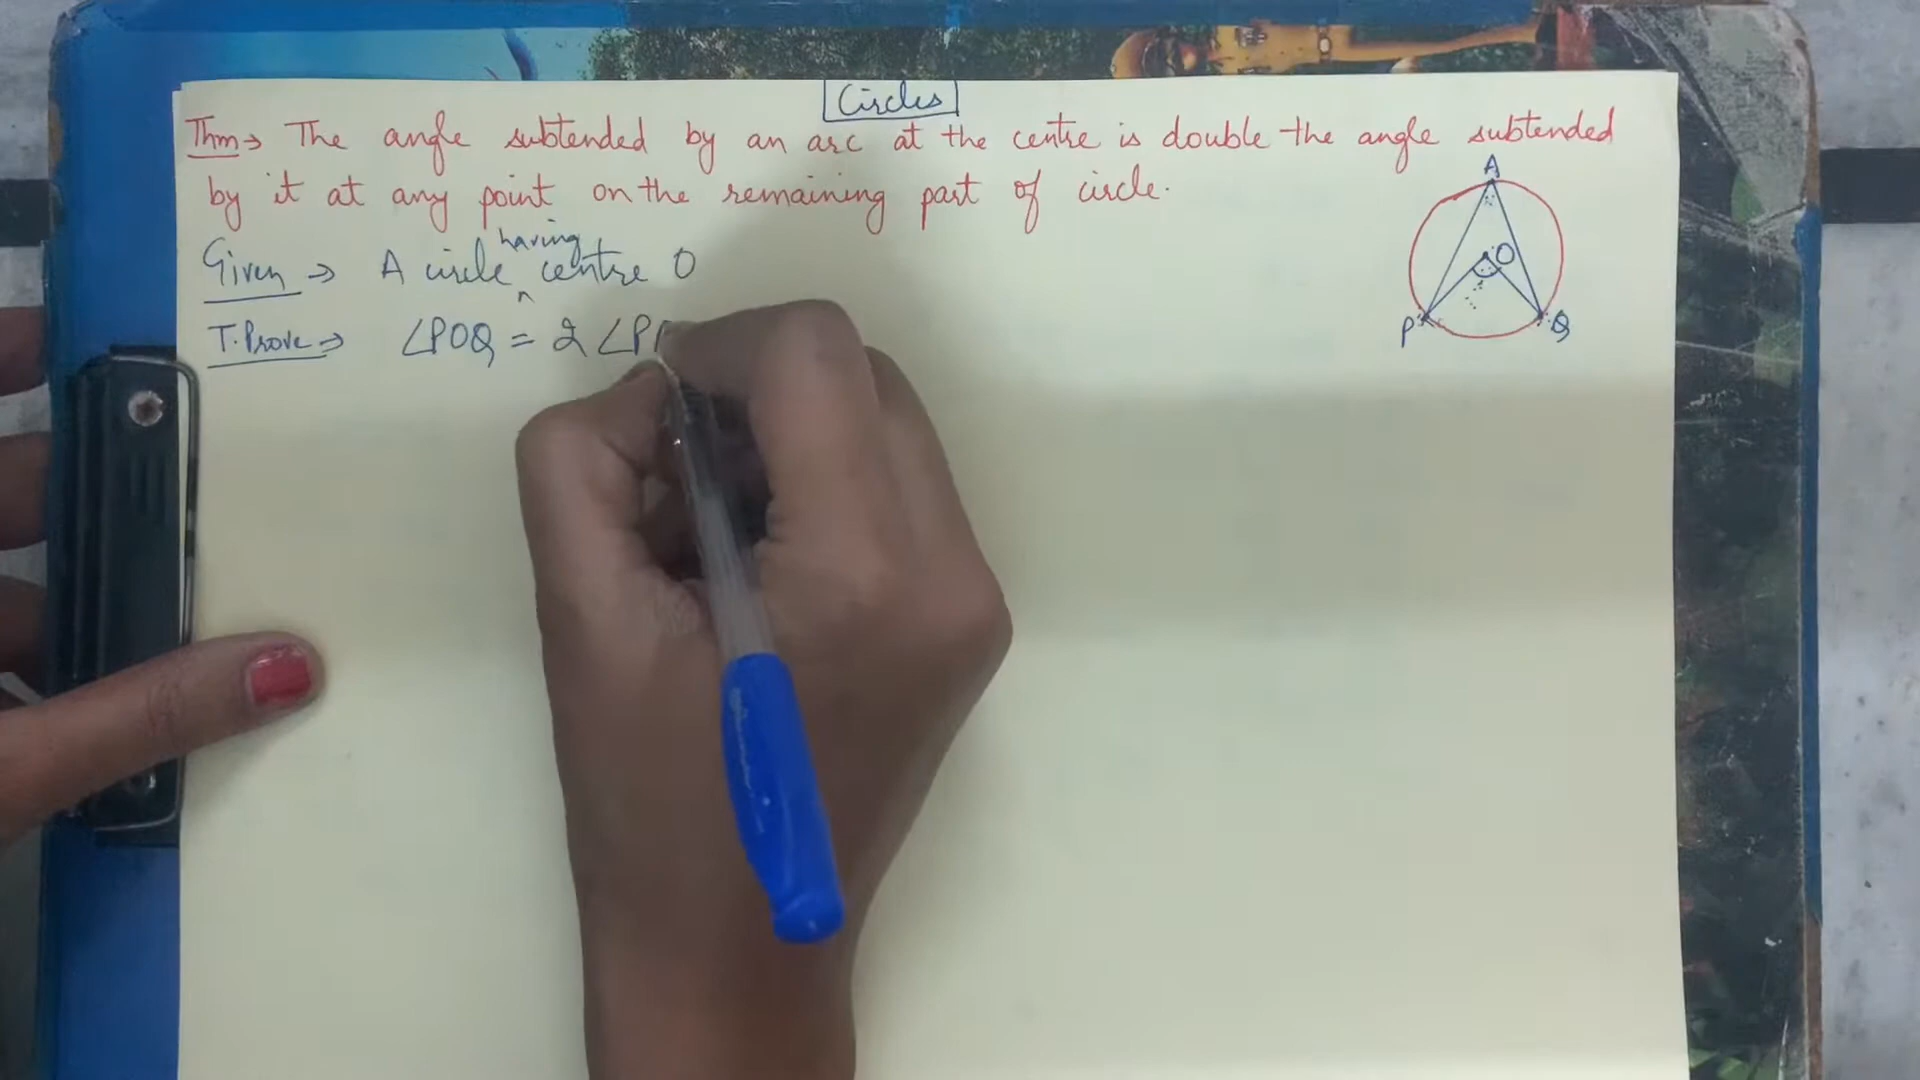 Circles
Thm → The angle subtended by an arc at the centre is double the angle subtended
by it at any point on the remaining part of circle.
having
Given → A circle ^ centre O
T.Prove → ∠POQ = 2 ∠P
A
O
P
Q